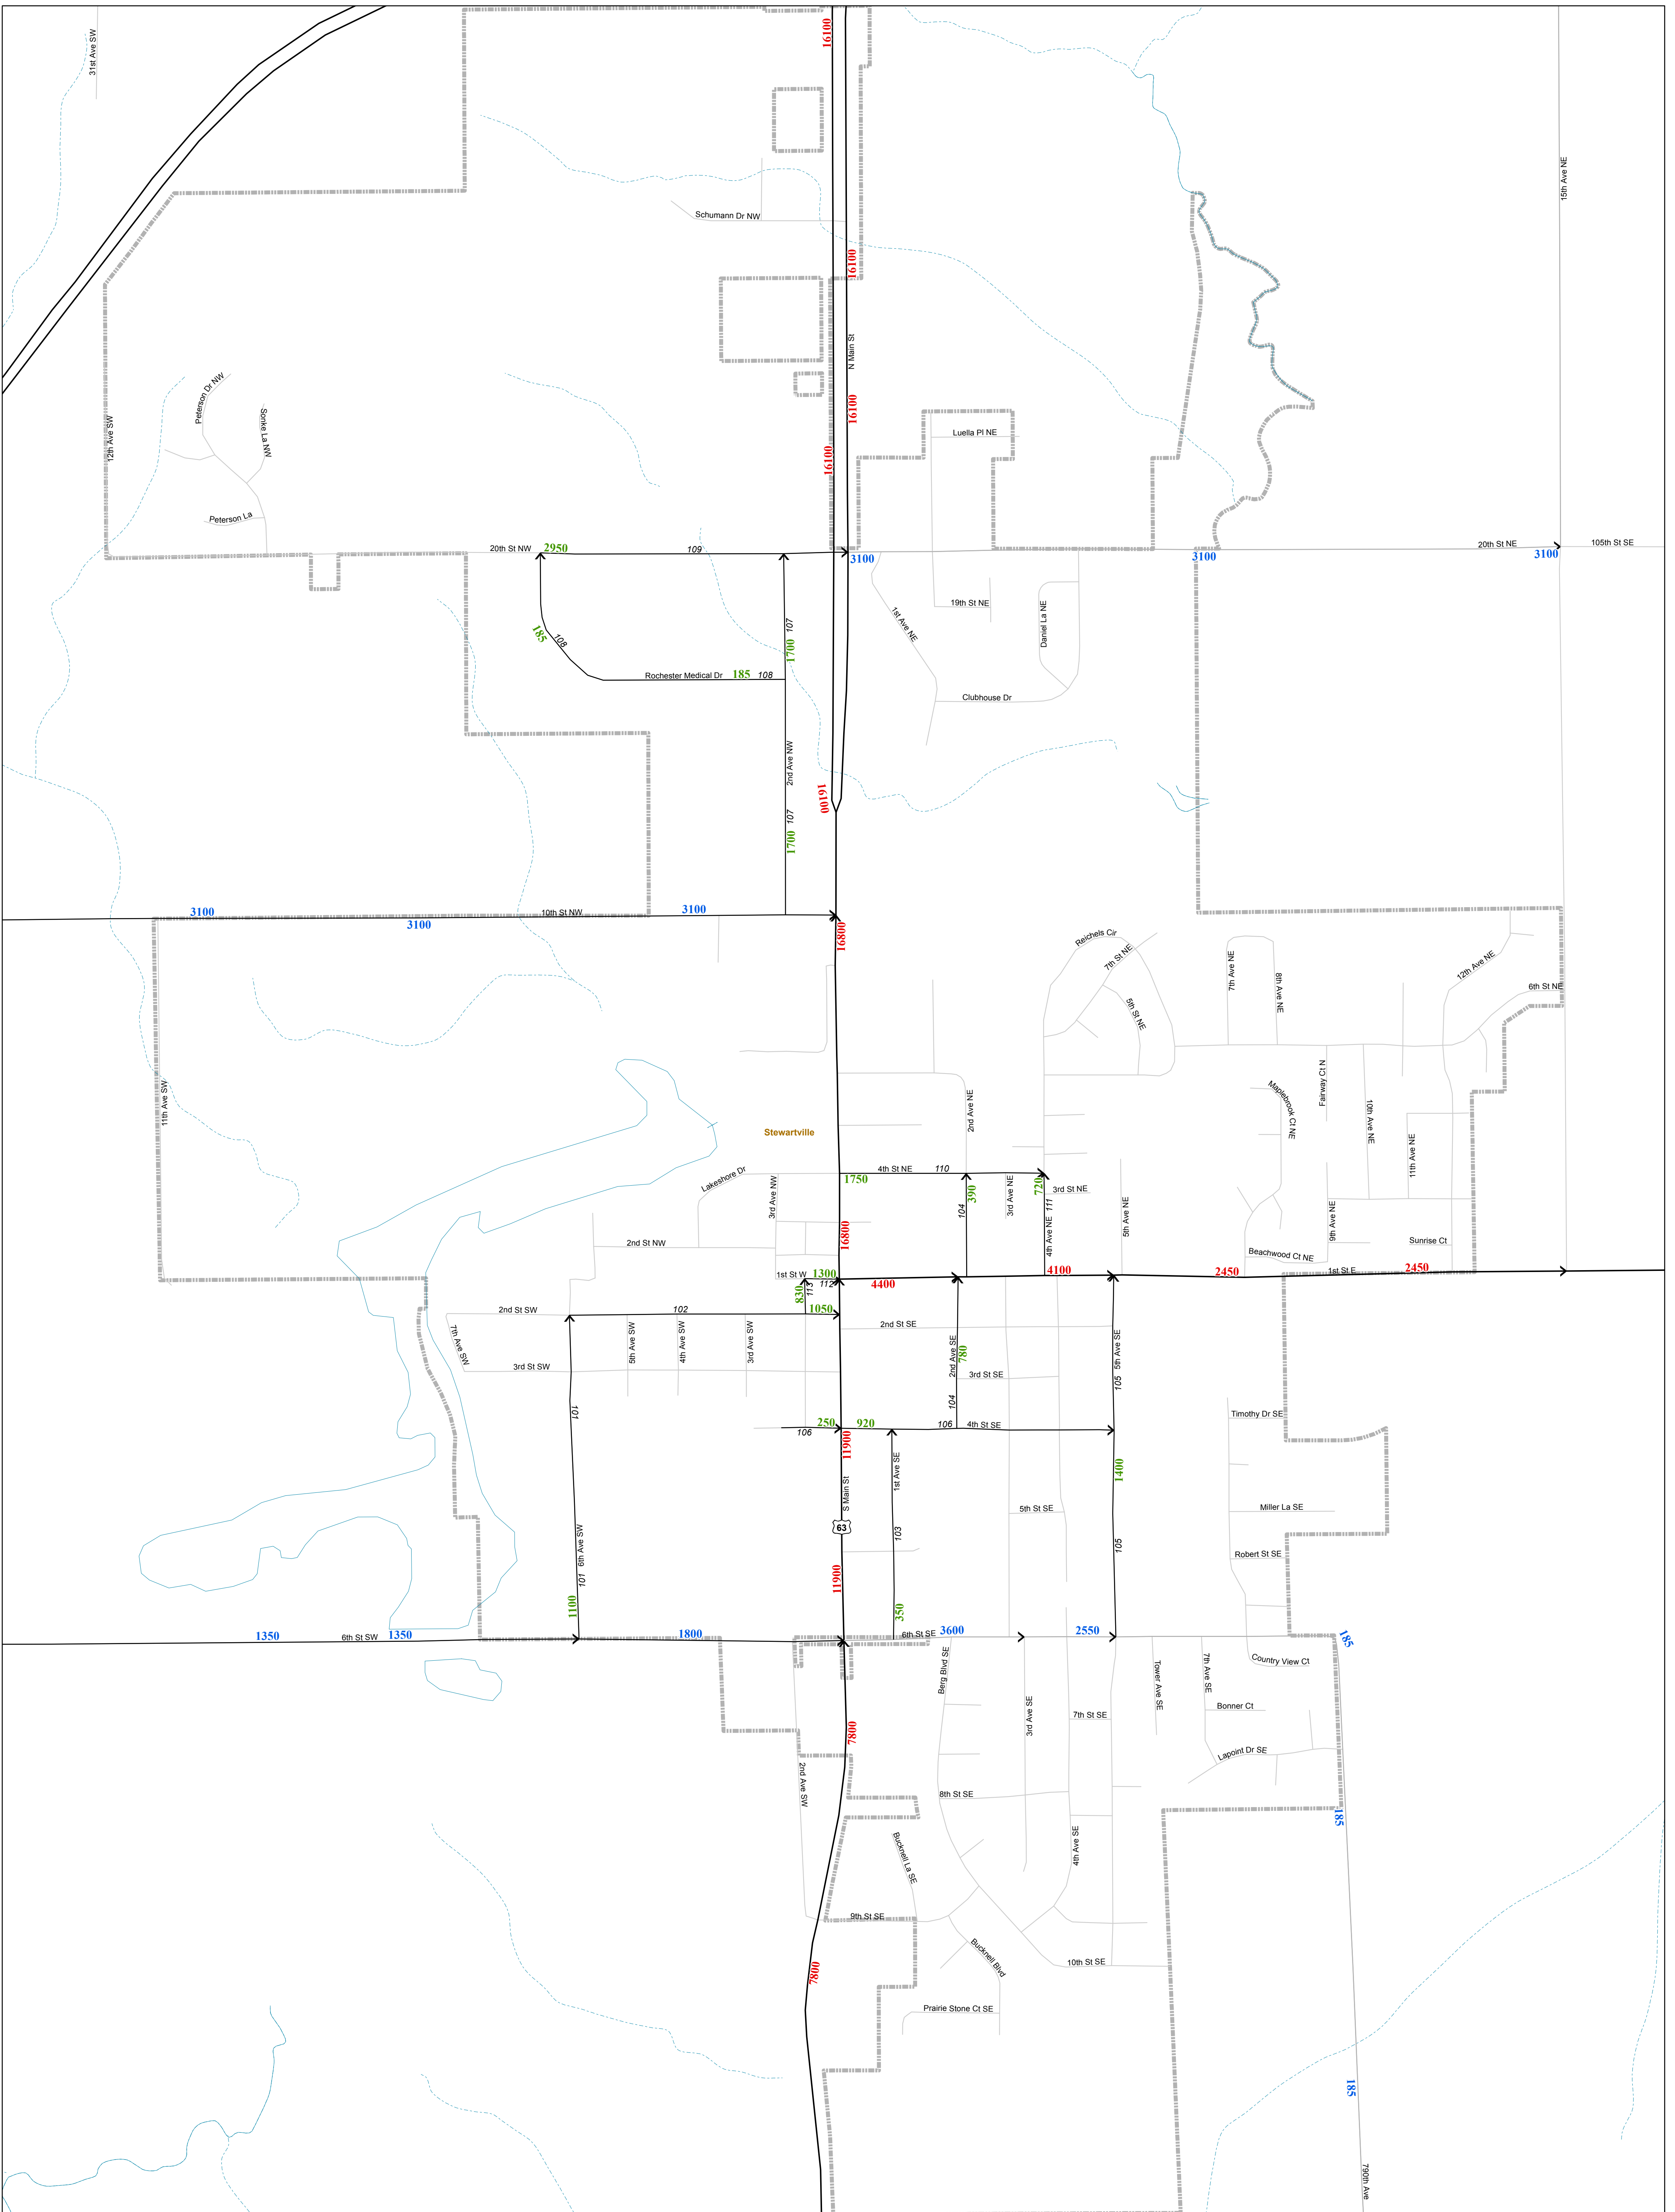 16100
31st Ave SW
15th Ave NE
Schumann Dr NW
16100
N Main St
Peterson Dr NW
Sonke La NW
12th Ave SW
16100
Luella Pl NE
16100
Peterson La
20th St NW
2950
109
3100
3100
20th St NE
3100
105th St SE
185
108
107
1700
1st Ave NE
19th St NE
Daniel La NE
Rochester Medical Dr
185
108
Clubhouse Dr
2nd Ave NW
16100
107
1700
3100
3100
10th St NW
3100
16800
Reichels Cir
7th St NE
5th St NE
7th Ave NE
8th Ave NE
12th Ave NE
6th St NE
11th Ave SW
Stewartville
2nd Ave NE
Maplebrook Ct NE
Fairway Ct N
10th Ave NE
11th Ave NE
Lakeshore Dr
3rd Ave NW
1750
4th St NE
110
390
104
3rd Ave NE
720
3rd St NE
111
4th Ave NE
5th Ave NE
9th Ave NE
2nd St NW
16800
Beachwood Ct NE
Sunrise Ct
1st St W
1300
112
4400
4100
2450
1st St E
2450
830
113
2nd St SW
102
1050
7th Ave SW
5th Ave SW
4th Ave SW
3rd Ave SW
2nd St SE
2nd Ave SE
780
5th Ave SE
3rd St SW
3rd St SE
105
101
104
Timothy Dr SE
250
106
920
106
4th St SE
11900
1st Ave SE
1400
S Main St
63
5th St SE
Miller La SE
103
105
6th Ave SW
101
Robert St SE
11900
1100
350
1350
6th St SW
1350
1800
6th St SE
3600
2550
185
Berg Blvd SE
3rd Ave SE
Tower Ave SE
7th Ave SE
Country View Ct
Bonner Ct
7th St SE
7800
Lapoint Dr SE
2nd Ave SW
8th St SE
185
Bucknell La SE
4th Ave SE
9th St SE
Bucknell Blvd
10th St SE
7800
Prairie Stone Ct SE
185
790th Ave